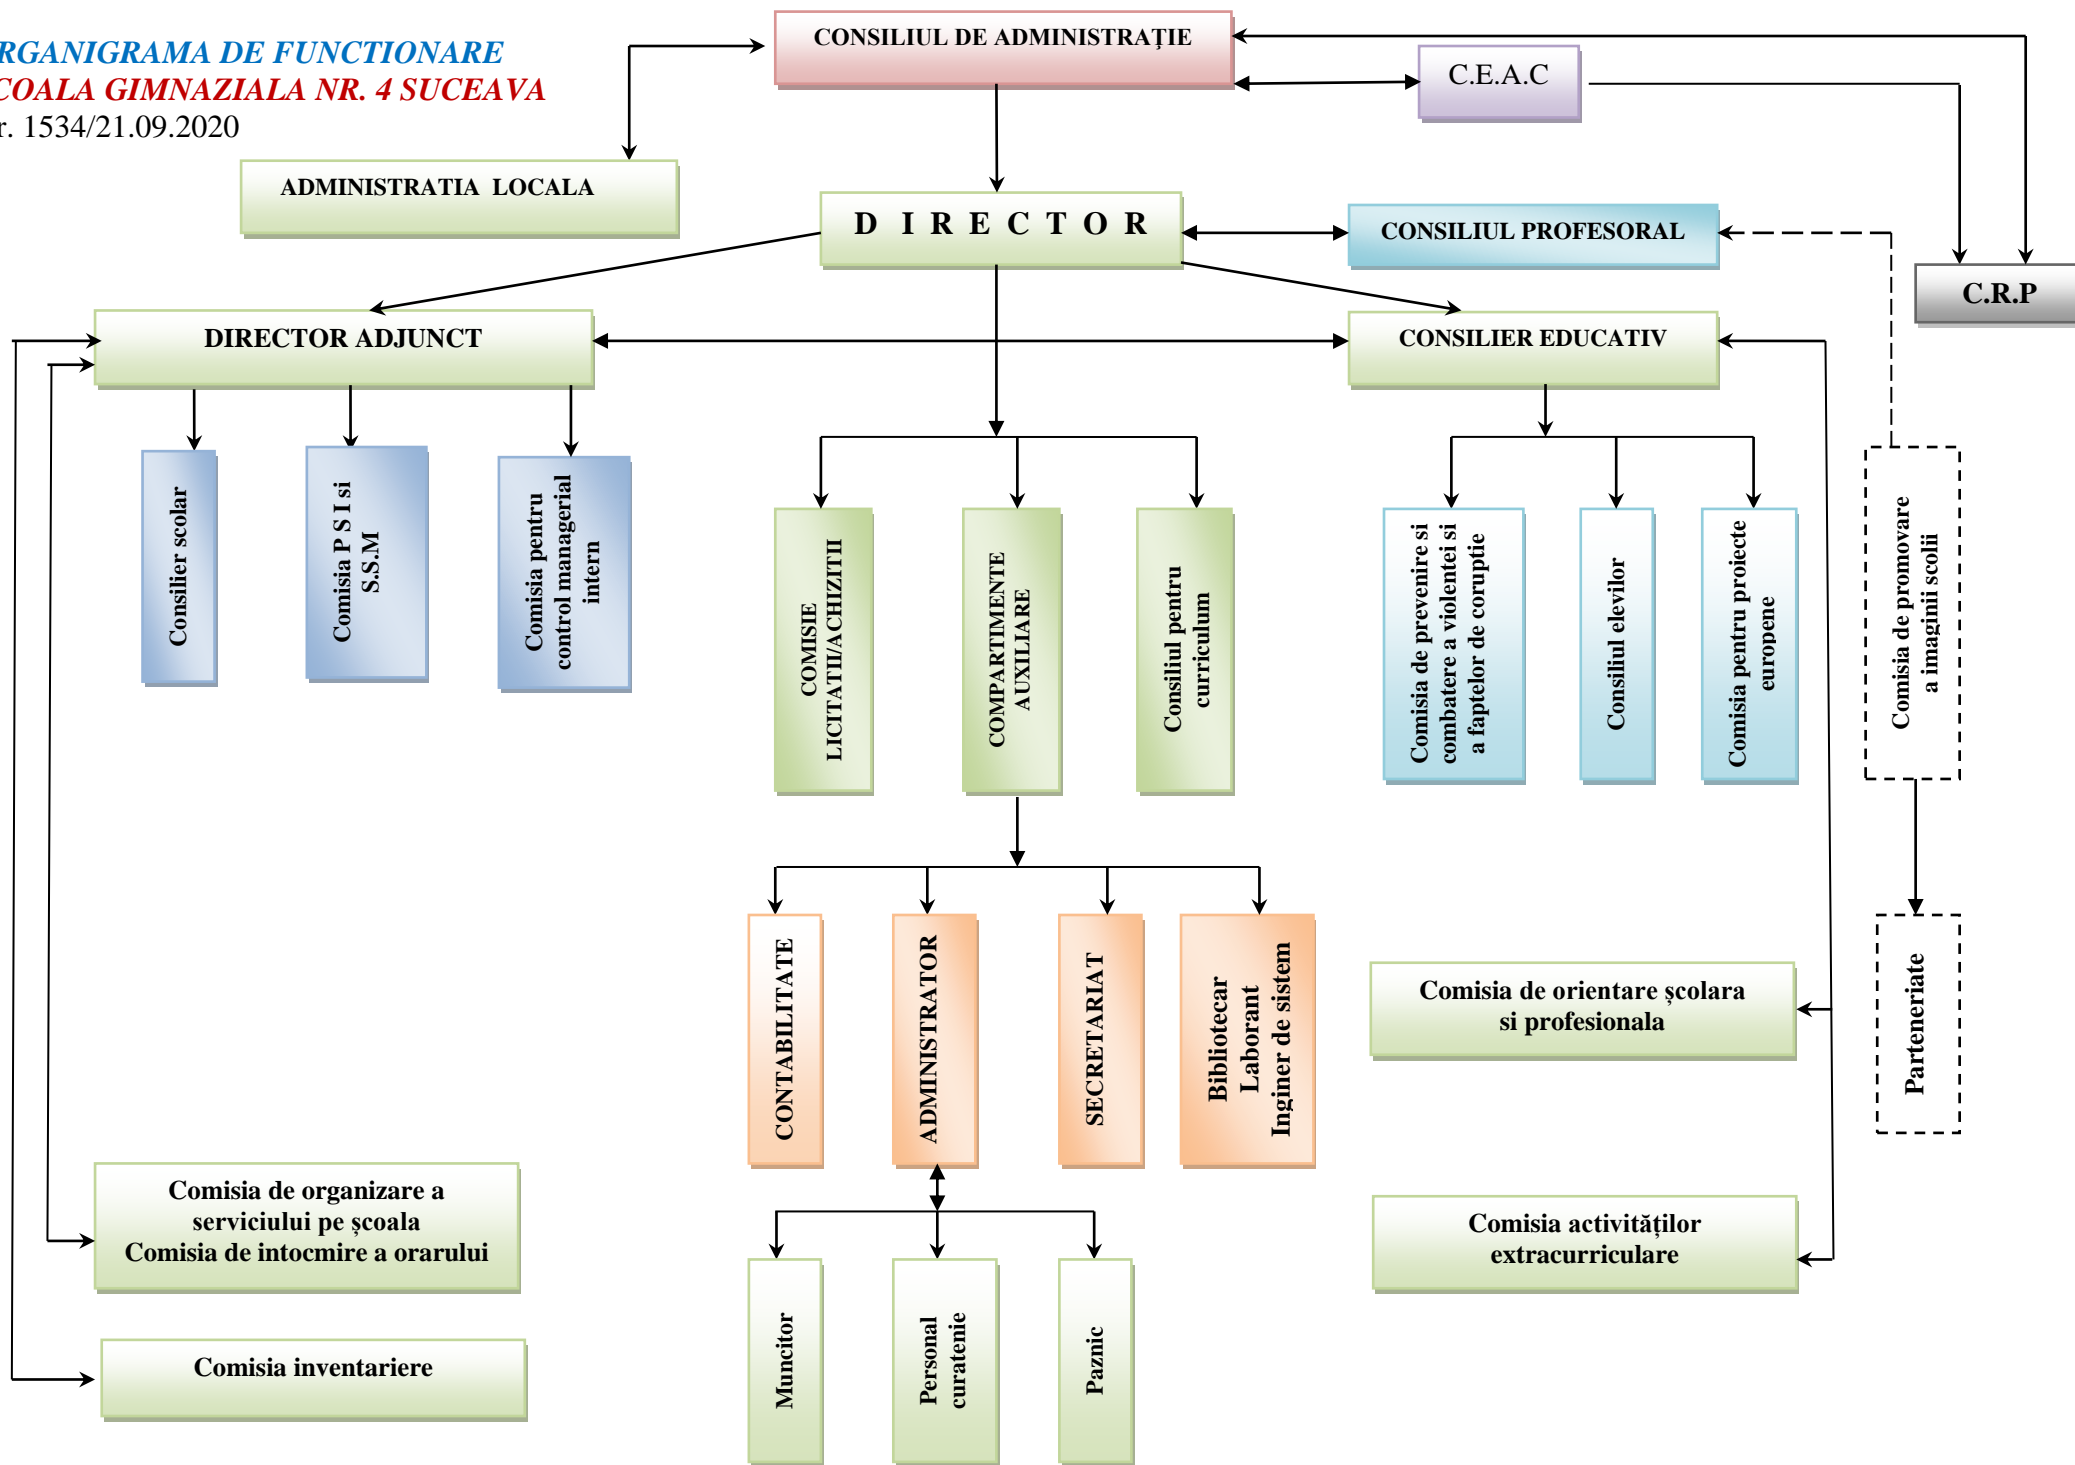 RGANIGRAMA DE FUNCTIONARE
COALA GIMNAZIALA NR. 4 SUCEAVA
r. 1534/21.09.2020
CONSILIUL DE ADMINISTRAȚIE
C.E.A.C
ADMINISTRATIA LOCALA
D I R E C T O R
CONSILIUL PROFESORAL
C.R.P
DIRECTOR ADJUNCT
CONSILIER EDUCATIV
Consilier scolar
Comisia P S I si
S.S.M
Comisia pentru
control managerial
intern
COMISIE
LICITATII/ACHIZITII
COMPARTIMENTE
AUXILIARE
Consiliul pentru
curriculum
Comisia de prevenire si
combatere a violentei si
a faptelor de coruptie
Consiliul elevilor
Comisia pentru proiecte
europene
Comisia de promovare
a imaginii scolii
CONTABILITATE
ADMINISTRATOR
SECRETARIAT
Bibliotecar
Laborant
Inginer de sistem
Comisia de orientare școlara
si profesionala
Parteneriate
Comisia de organizare a
serviciului pe școala
Comisia de intocmire a orarului
Comisia activităților
extracurriculare
Comisia inventariere
Muncitor
Personal
curatenie
Paznic